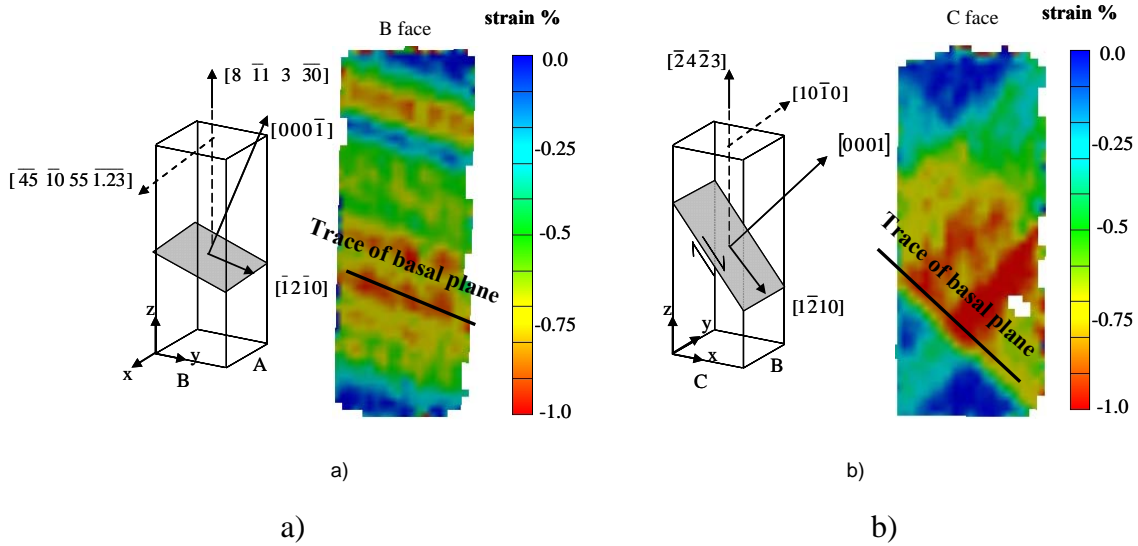 a)
B face
strain %
[8 1̅1 3 3̅0̅]
[0001̅]
[4̅5̅ 1̅0 55 1̅.2̅3̅]
Trace of basal plane
[1̅21̅0]
z
x
y
B
A
0.0
-0.25
-0.5
-0.75
-1.0
a)
a)
b)
C face
strain %
[2̅42̅3]
[101̅0]
[0001]
Trace of basal plane
[12̅10]
z
y
x
C
B
0.0
-0.25
-0.5
-0.75
-1.0
b)
b)